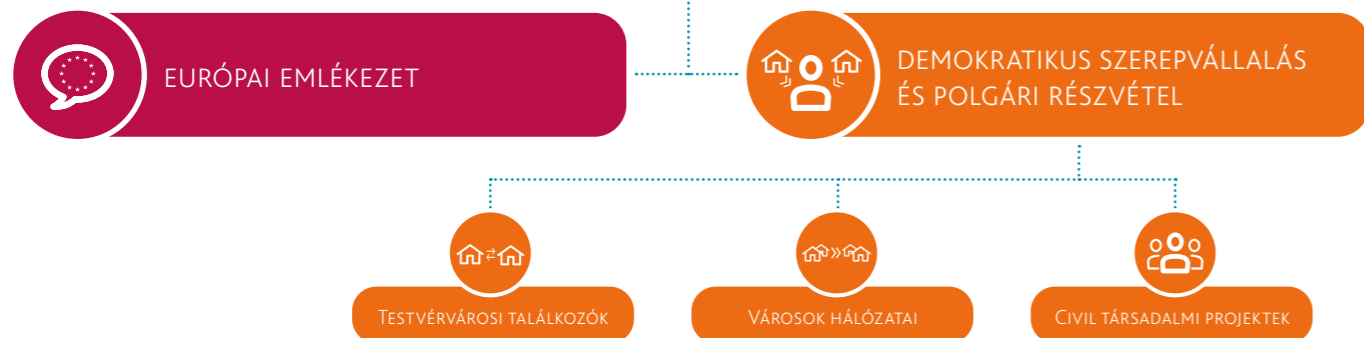 EURÓPAI EMLÉKEZET
DEMOKRATIKUS SZEREPVÁLLALÁS
ÉS POLGÁRI RÉSZVÉTEL
TESTVÉRVÁROSI TALÁLKOZÓK
VÁROSOK HÁLÓZATAI
CIVIL TÁRSADALMI PROJEKTEK